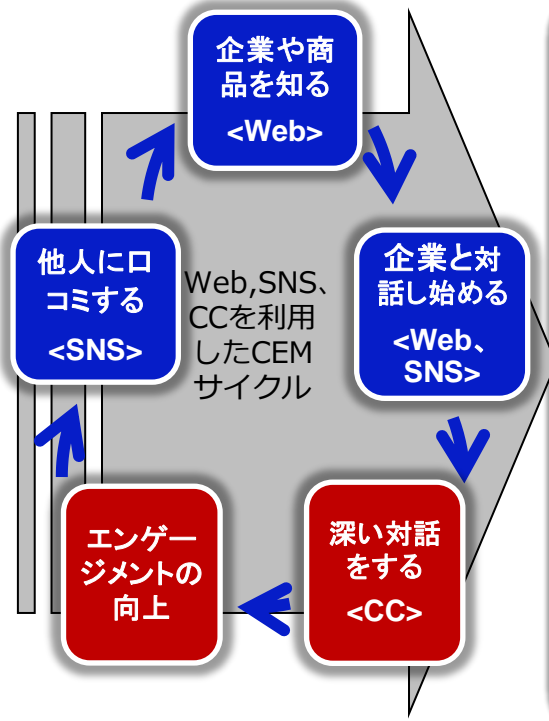 企業や商
品を知る
<Web>
企業と対
話し始める
<Web、
SNS>
深い対話
をする
<CC>
エンゲー
ジメントの
向上
他人に口
コミする
<SNS>
Web,SNS、
CCを利用
したCEM
サイクル